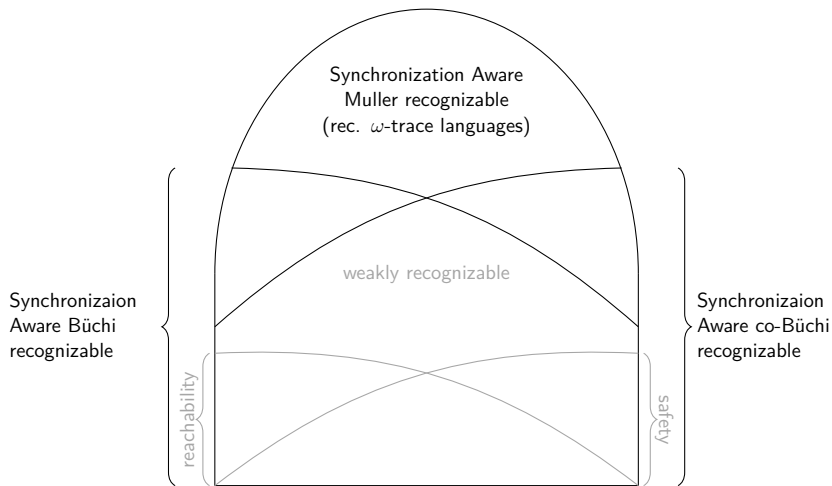 Synchronization Aware
Muller recognizable
(rec. ω-trace languages)
weakly recognizable
Synchronizaion
Aware Büchi
recognizable
Synchronizaion
Aware co-Büchi
recognizable
reachability
safety